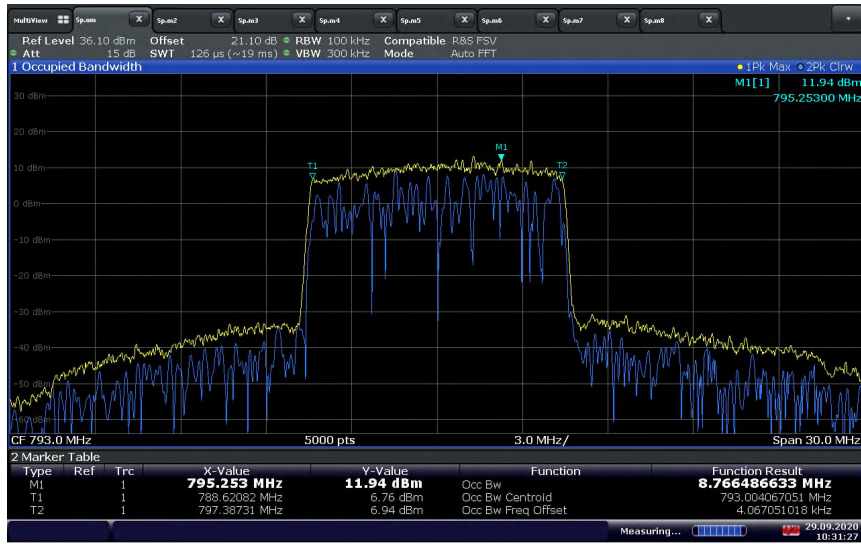 MultiView Sp.um X Sp.m2 X Sp.m3 X Sp.m4 X Sp.m5 X Sp.m6 X Sp.m7 X Sp.m8 X
Ref Level 36.10 dBm Offset 21.10 dB RBW 100 kHz Compatible R&S FSV
Att 15 dB SWT 126 µs (~19 ms) VBW 300 kHz Mode Auto FFT
1 Occupied Bandwidth 1Pk Max 2Pk Clrw
M1[1] 11.94 dBm
795.25300 MHz
30 dBm
20 dBm
M1
T1 T2
10 dBm
0 dBm
-10 dBm
-20 dBm
-30 dBm
-40 dBm
-50 dBm
-60 dBm
CF 793.0 MHz 5000 pts 3.0 MHz/ Span 30.0 MHz
2 Marker Table
Type Ref Trc X-Value Y-Value Function Function Result
M1 1 795.253 MHz 11.94 dBm Occ Bw 8.766486633 MHz
T1 1 788.62082 MHz 6.76 dBm Occ Bw Centroid 793.004067051 MHz
T2 1 797.38731 MHz 6.94 dBm Occ Bw Freq Offset 4.067051018 kHz
Measuring... 29.09.2020
10:31:27